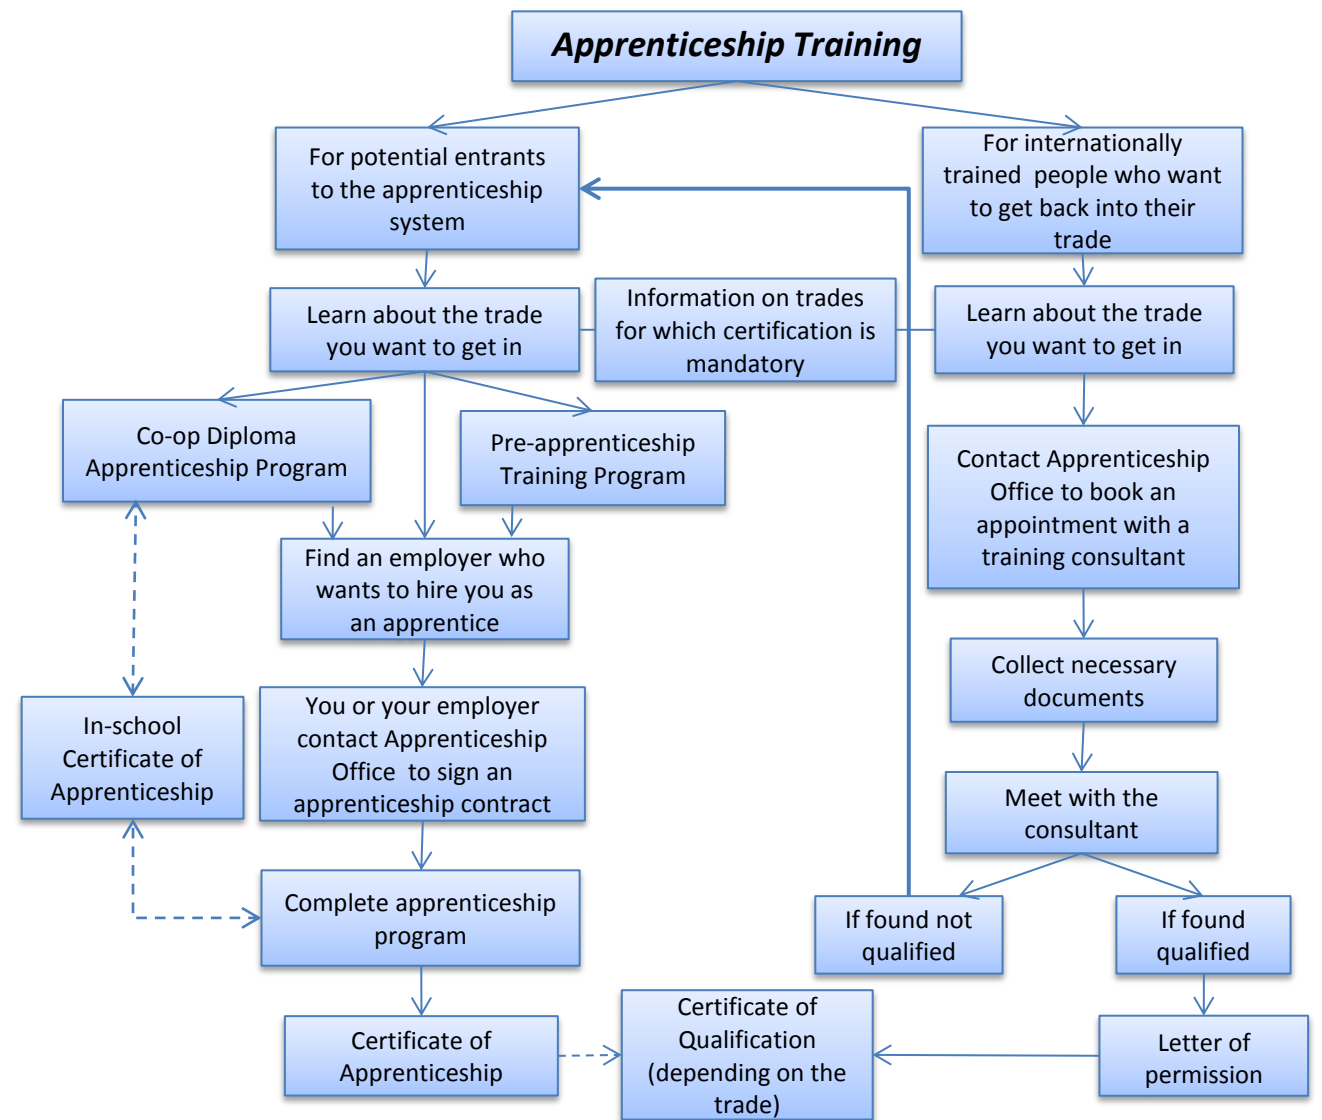 Apprenticeship Training
For potential entrants
to the apprenticeship
system
For internationally
trained people who want
to get back into their
trade
Learn about the trade
you want to get in
Information on trades
for which certification is
mandatory
Learn about the trade
you want to get in
Co-op Diploma
Apprenticeship Program
Pre-apprenticeship
Training Program
Contact Apprenticeship
Office to book an
appointment with a
training consultant
Find an employer who
wants to hire you as
an apprentice
Collect necessary
documents
In-school
Certificate of
Apprenticeship
You or your employer
contact Apprenticeship
Office to sign an
apprenticeship contract
Meet with the
consultant
Complete apprenticeship
program
If found not
qualified
If found
qualified
Certificate of
Apprenticeship
Certificate of
Qualification
(depending on the
trade)
Letter of
permission